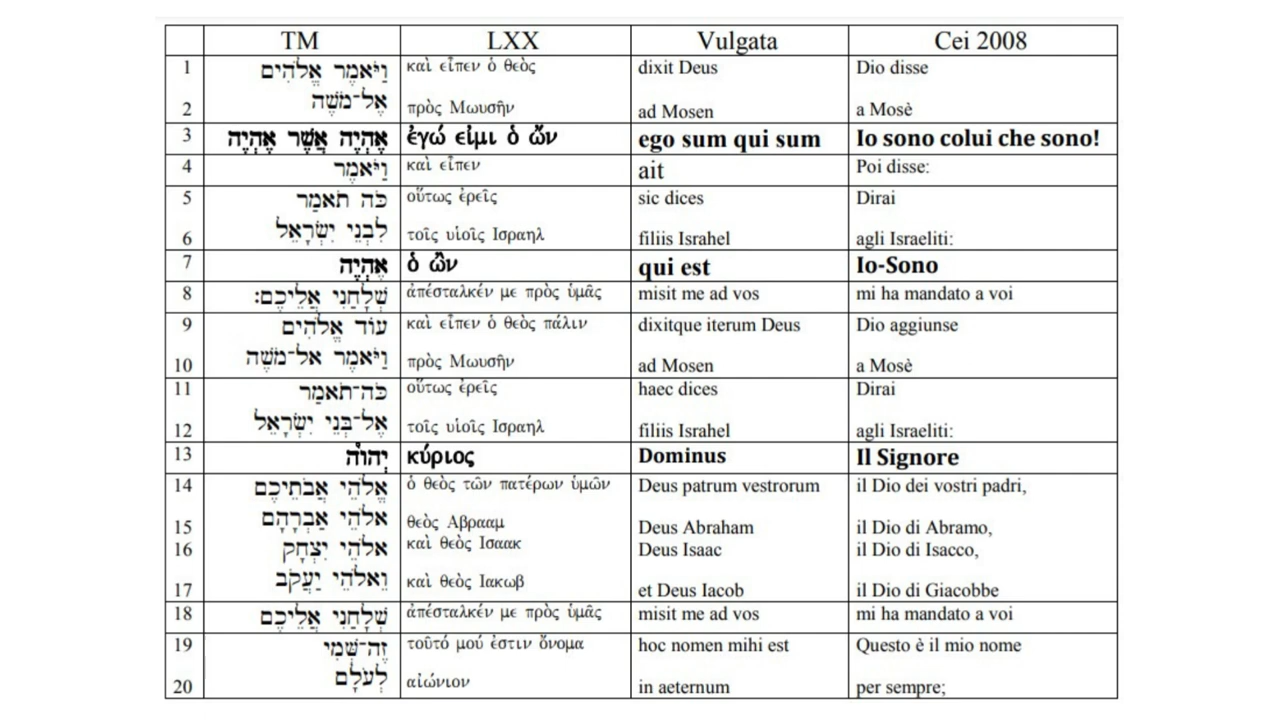 TM LXX Vulgata Cei 2008
1 וַיֹּאמֶר אֱלֹהִים καὶ εἶπεν ὁ θεὸς dixit Deus Dio disse
2 אֶל־מֹשֶׁה πρὸς Μωυσῆν ad Mosen a Mosè
3 אֶהְיֶה אֲשֶׁר אֶהְיֶה ἐγώ εἰμι ὁ ὤν ego sum qui sum Io sono colui che sono!
4 וַיֹּאמֶר καὶ εἶπεν ait Poi disse:
5 כֹּה תֹאמַר οὕτως ἐρεῖς sic dices Dirai
6 לִבְנֵי יִשְׂרָאֵל τοῖς υἱοῖς Ισραηλ filiis Israhel agli Israeliti:
7 אֶהְיֶה ὁ ὢν qui est Io-Sono
8 שְׁלָחַנִי אֲלֵיכֶם׃ ἀπέσταλκέν με πρὸς ὑμᾶς misit me ad vos mi ha mandato a voi
9 עוֹד אֱלֹהִים καὶ εἶπεν ὁ θεὸς πάλιν dixitque iterum Deus Dio aggiunse
10 וַיֹּאמֶר אֶל־מֹשֶׁה πρὸς Μωυσῆν ad Mosen a Mosè
11 כֹּה־תֹאמַר οὕτως ἐρεῖς haec dices Dirai
12 אֶל־בְּנֵי יִשְׂרָאֵל τοῖς υἱοῖς Ισραηλ filiis Israhel agli Israeliti:
13 יְהוָה κύριος Dominus Il Signore
14 אֱלֹהֵי אֲבֹתֵיכֶם ὁ θεὸς τῶν πατέρων ὑμῶν Deus patrum vestrorum il Dio dei vostri padri,
15 אֱלֹהֵי אַבְרָהָם θεὸς Αβρααμ Deus Abraham il Dio di Abramo,
16 אֱלֹהֵי יִצְחָק καὶ θεὸς Ισαακ Deus Isaac il Dio di Isacco,
17 וֵאלֹהֵי יַעֲקֹב καὶ θεὸς Ιακωβ et Deus Iacob il Dio di Giacobbe
18 שְׁלָחַנִי אֲלֵיכֶם ἀπέσταλκέν με πρὸς ὑμᾶς misit me ad vos mi ha mandato a voi
19 זֶה־שְּׁמִי τοῦτό μού ἐστιν ὄνομα hoc nomen mihi est Questo è il mio nome
20 לְעֹלָם αἰώνιον in aeternum per sempre;